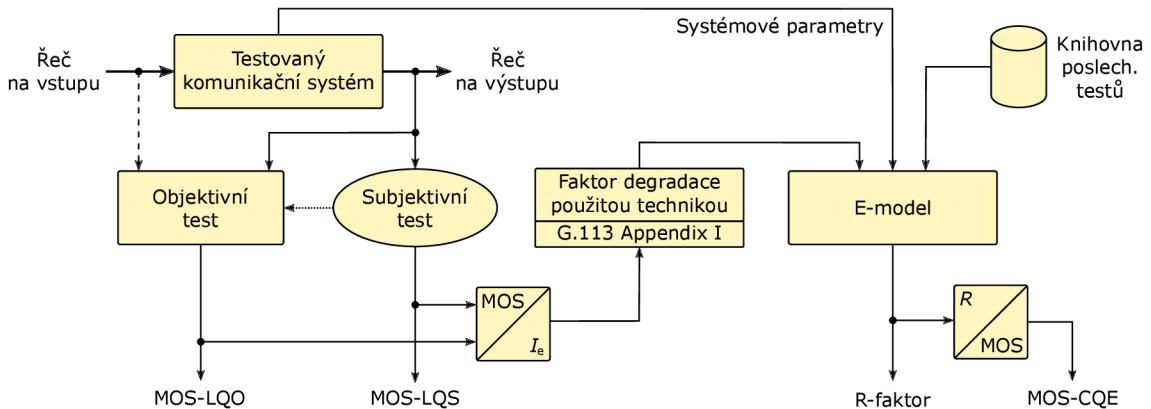 Systémové parametry
Řeč
na vstupu
Testovaný
komunikační systém
Řeč
na výstupu
Knihovna
poslech.
testů
Objektivní
test
Subjektivní
test
Faktor degradace
použitou technikou
G.113 Appendix I
E-model
MOS
Ie
R
MOS
MOS-LQO
MOS-LQS
R-faktor
MOS-CQE